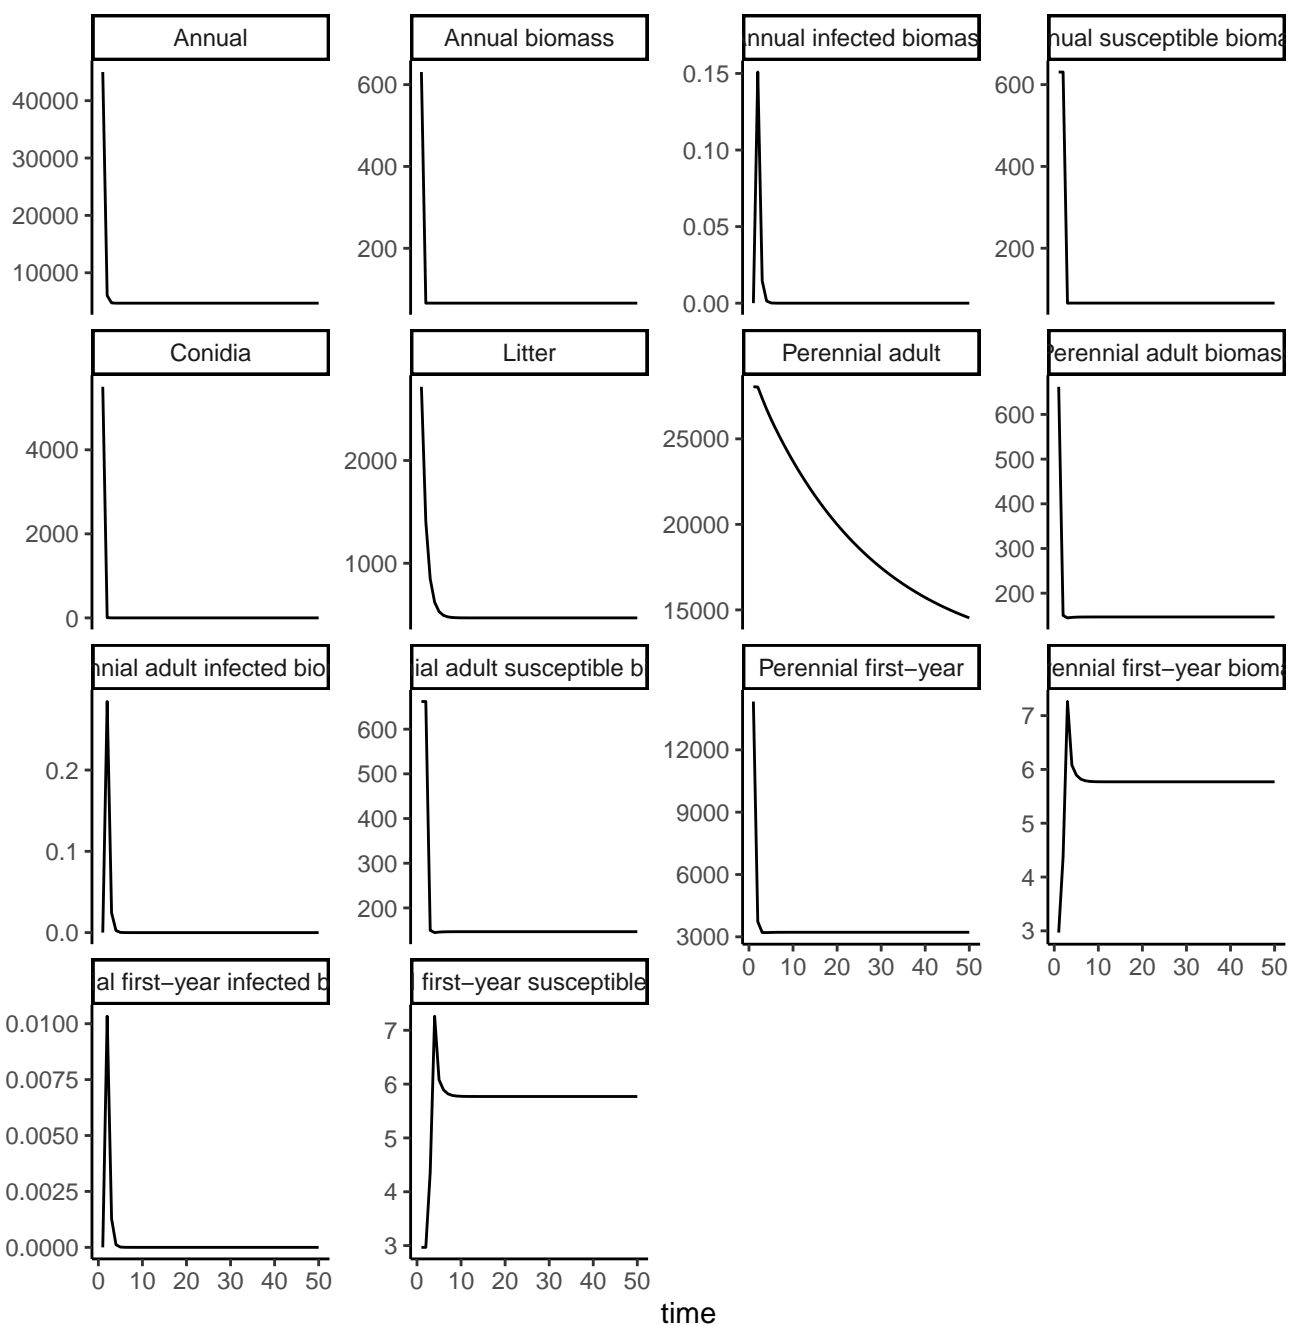 Annual
Annual biomass
nnual infected biomas
nual susceptible bioma
40000
30000
20000
10000
600
400
200
0.15
0.10
0.05
0.00
600
400
200
Conidia
Litter
Perennial adult
Perennial adult biomas
4000
2000
0
2000
1000
25000
20000
15000
600
500
400
300
200
nnial adult infected bio
ial adult susceptible b
Perennial first−year
ennial first−year bioma
0.2
0.1
0.0
600
500
400
300
200
12000
9000
6000
3000
7
6
5
4
3
0 10 20 30 40 50
0 10 20 30 40 50
al first−year infected b
first−year susceptible
0.0100
0.0075
0.0050
0.0025
0.0000
7
6
5
4
3
0 10 20 30 40 50
0 10 20 30 40 50
time